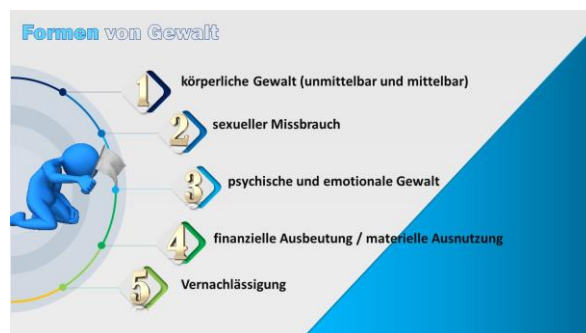 Formen von Gewalt
1 körperliche Gewalt (unmittelbar und mittelbar)
2 sexueller Missbrauch
3 psychische und emotionale Gewalt
4 finanzielle Ausbeutung / materielle Ausnutzung
5 Vernachlässigung